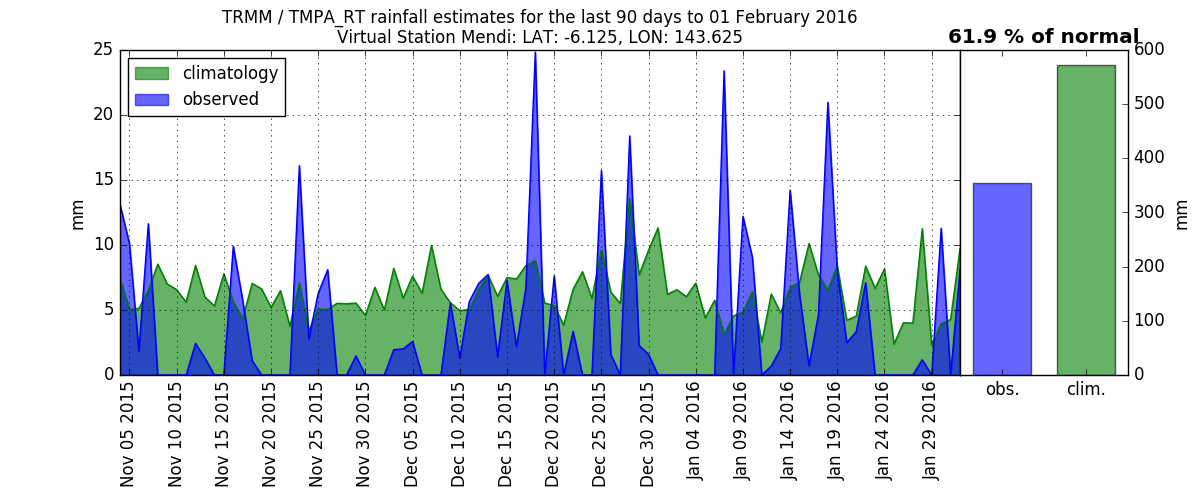 TRMM / TMPA_RT rainfall estimates for the last 90 days to 01 February 2016
Virtual Station Mendi: LAT: -6.125, LON: 143.625
61.9 % of normal
climatology
observed
25
20
15
10
5
0
mm
600
500
400
300
200
100
0
mm
obs.
clim.
Nov 05 2015
Nov 10 2015
Nov 15 2015
Nov 20 2015
Nov 25 2015
Nov 30 2015
Dec 05 2015
Dec 10 2015
Dec 15 2015
Dec 20 2015
Dec 25 2015
Dec 30 2015
Jan 04 2016
Jan 09 2016
Jan 14 2016
Jan 19 2016
Jan 24 2016
Jan 29 2016